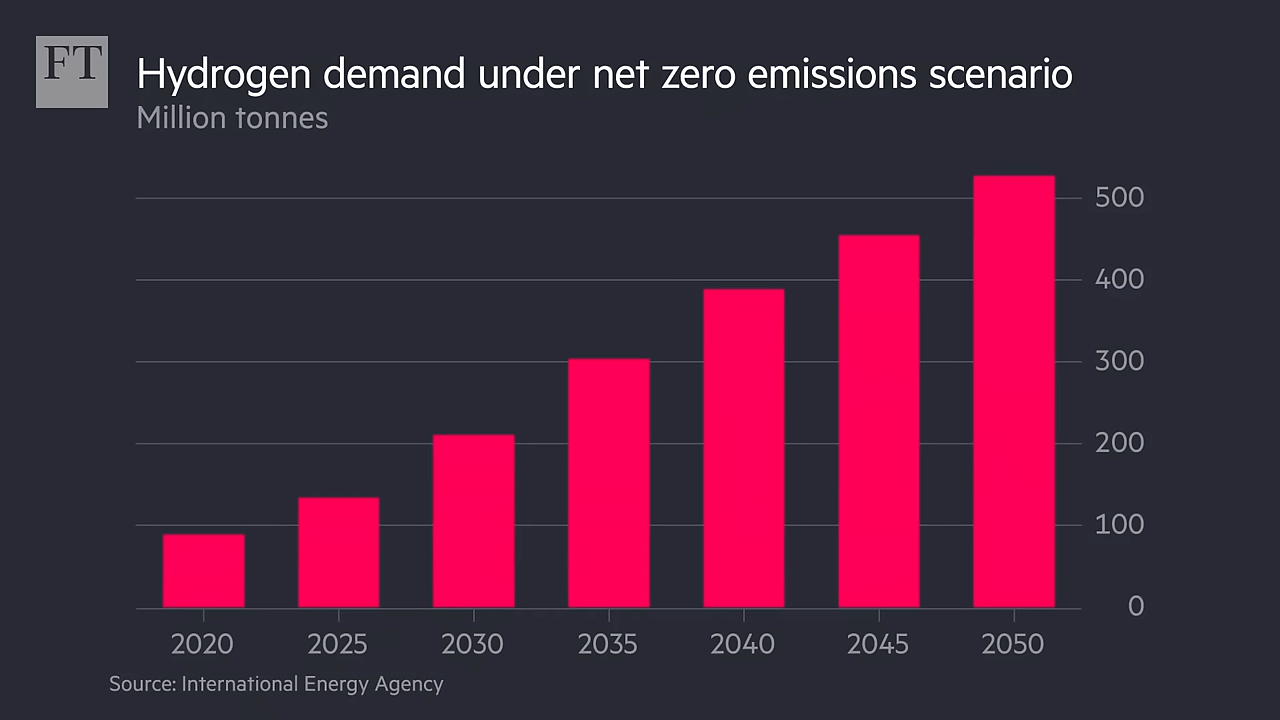 FT
Hydrogen demand under net zero emissions scenario
Million tonnes
500
400
300
200
100
0
2020 2025 2030 2035 2040 2045 2050
Source: International Energy Agency